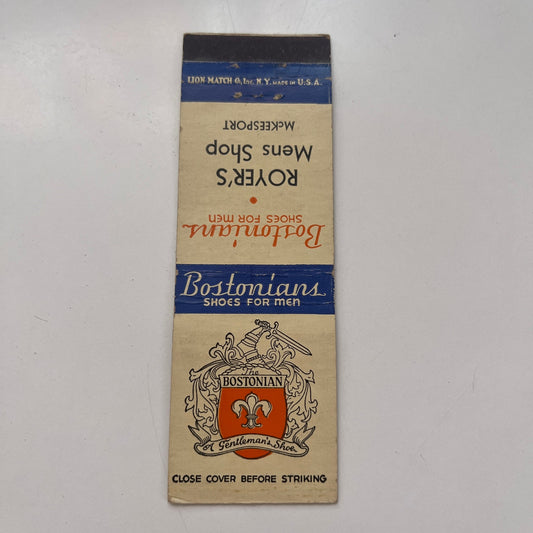 LION MATCH Co., INC. N.Y. MADE IN U.S.A.
Bostonians
SHOES FOR MEN
ROYER'S
Mens Shop
McKEESPORT
Bostonians
SHOES FOR MEN
The
BOSTONIAN
A Gentleman's Shoe
CLOSE COVER BEFORE STRIKING